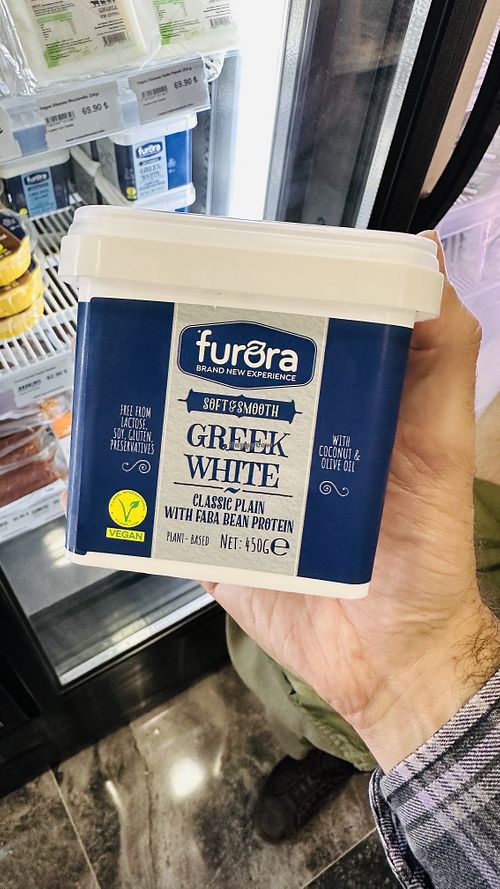 69.90 ₺
69.90 ₺
furora
furora
BRAND NEW EXPERIENCE
SOFT&SMOOTH
GREEK
WHITE
CLASSIC PLAIN
WITH FABA BEAN PROTEIN
PLANT-BASED NET: 450G℮
FREE FROM
LACTOSE,
SOY, GLUTEN,
PRESERVATIVES
VEGAN
WITH
COCONUT &
OLIVE OIL